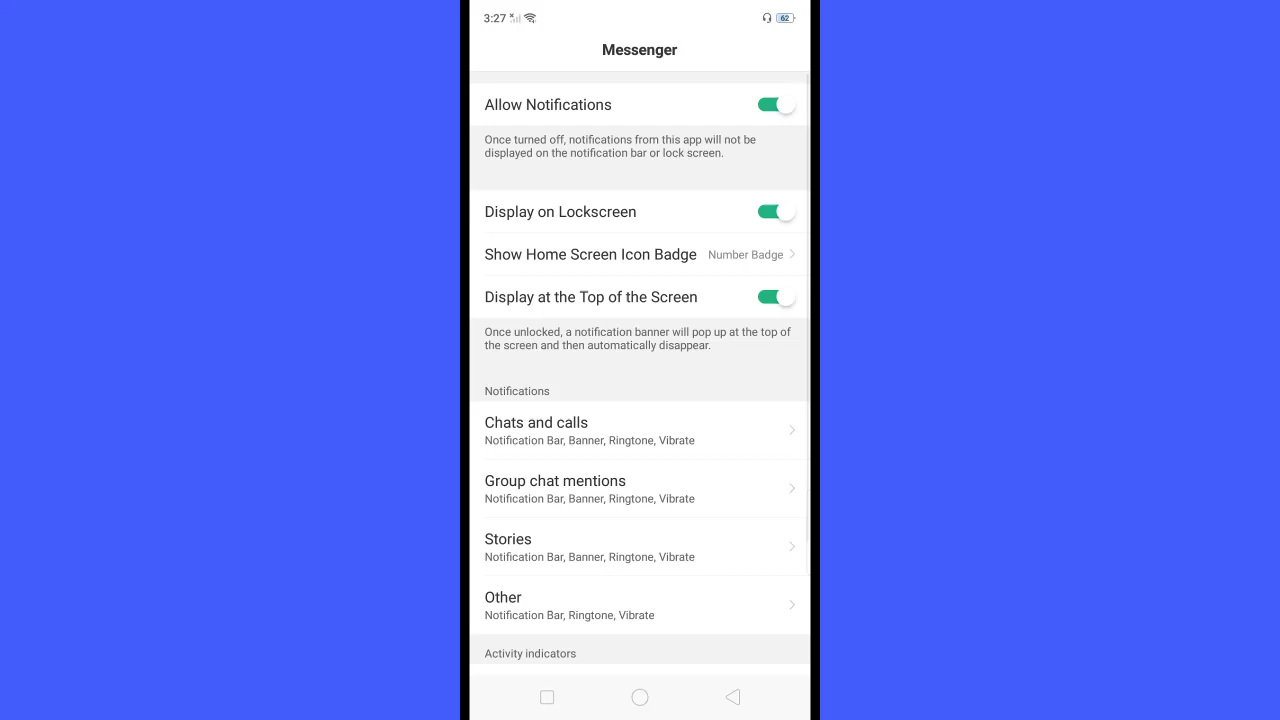 3:27
62
Messenger
Allow Notifications
Once turned off, notifications from this app will not be
displayed on the notification bar or lock screen.
Display on Lockscreen
Show Home Screen Icon Badge Number Badge
Display at the Top of the Screen
Once unlocked, a notification banner will pop up at the top of
the screen and then automatically disappear.
Notifications
Chats and calls
Notification Bar, Banner, Ringtone, Vibrate
Group chat mentions
Notification Bar, Banner, Ringtone, Vibrate
Stories
Notification Bar, Banner, Ringtone, Vibrate
Other
Notification Bar, Ringtone, Vibrate
Activity indicators